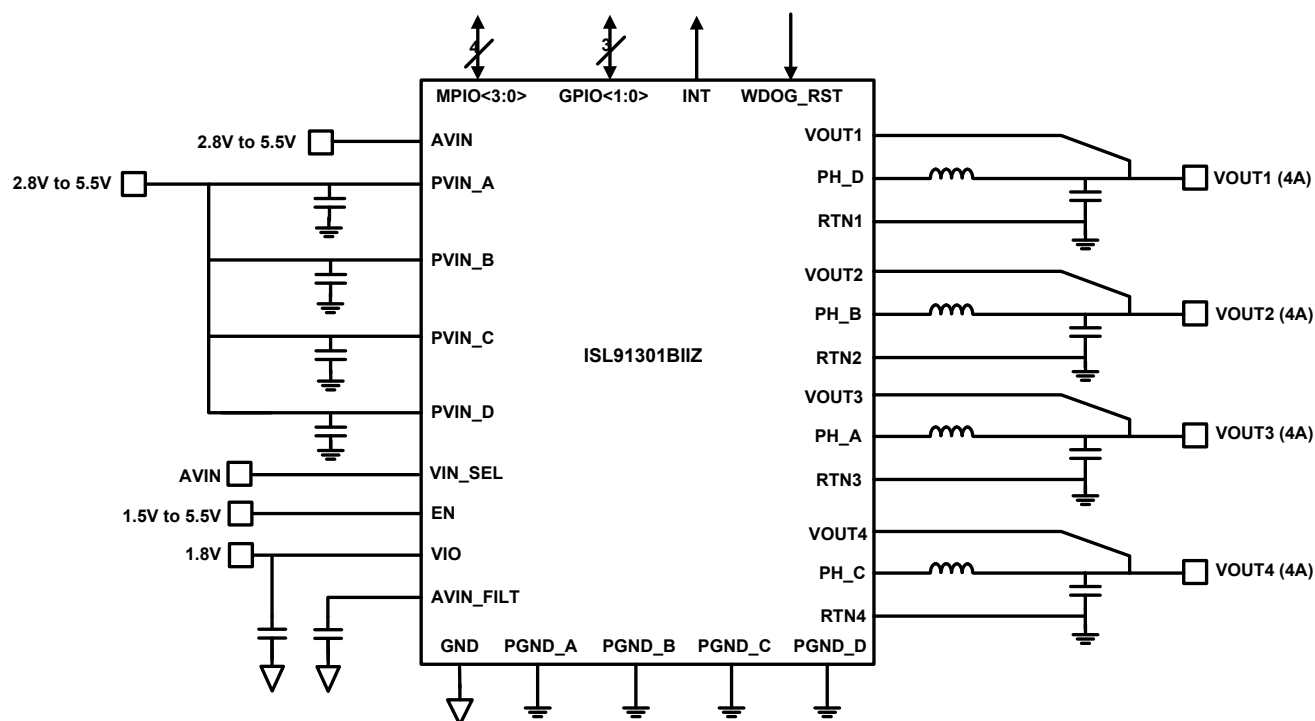 4
3
MPIO<3:0>
GPIO<1:0>
INT
WDOG_RST
2.8V to 5.5V
AVIN
2.8V to 5.5V
PVIN_A
PVIN_B
PVIN_C
PVIN_D
AVIN
VIN_SEL
1.5V to 5.5V
EN
1.8V
VIO
AVIN_FILT
ISL91301BIIZ
VOUT1
PH_D
VOUT1 (4A)
RTN1
VOUT2
PH_B
VOUT2 (4A)
RTN2
VOUT3
PH_A
VOUT3 (4A)
RTN3
VOUT4
PH_C
VOUT4 (4A)
RTN4
GND
PGND_A
PGND_B
PGND_C
PGND_D